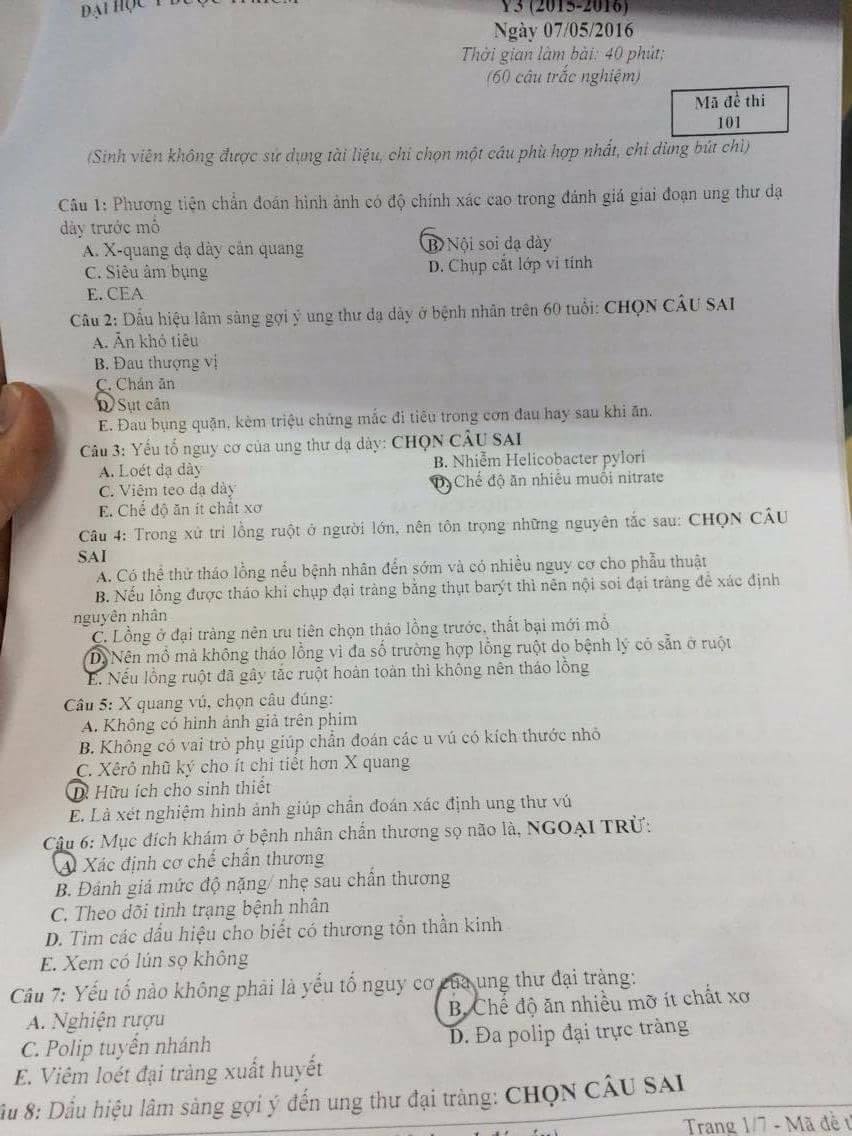 ĐẠI HỌC Y
Y3 (2015-2016)
Ngày 07/05/2016
Thời gian làm bài: 40 phút;
(60 câu trắc nghiệm)
Mã đề thi
101
(Sinh viên không được sử dụng tài liệu, chỉ chọn một câu phù hợp nhất, chỉ dùng bút chì)
Câu 1: Phương tiện chẩn đoán hình ảnh có độ chính xác cao trong đánh giá giai đoạn ung thư dạ
dày trước mổ
A. X-quang dạ dày cản quang B. Nội soi dạ dày
C. Siêu âm bụng D. Chụp cắt lớp vi tính
E. CEA
Câu 2: Dấu hiệu lâm sàng gợi ý ung thư dạ dày ở bệnh nhân trên 60 tuổi: CHỌN CÂU SAI
A. Ăn khó tiêu
B. Đau thượng vị
C. Chán ăn
D. Sụt cân
E. Đau bụng quặn, kèm triệu chứng mắc đi tiêu trong cơn đau hay sau khi ăn.
Câu 3: Yếu tố nguy cơ của ung thư dạ dày: CHỌN CÂU SAI
A. Loét dạ dày B. Nhiễm Helicobacter pylori
C. Viêm teo dạ dày D. Chế độ ăn nhiều muối nitrate
E. Chế độ ăn ít chất xơ
Câu 4: Trong xử trí lồng ruột ở người lớn, nên tôn trọng những nguyên tắc sau: CHỌN CÂU
SAI
A. Có thể thử tháo lồng nếu bệnh nhân đến sớm và có nhiều nguy cơ cho phẫu thuật
B. Nếu lồng được tháo khi chụp đại tràng bằng thụt barýt thì nên nội soi đại tràng để xác định
nguyên nhân
C. Lồng ở đại tràng nên ưu tiên chọn tháo lồng trước, thất bại mới mổ
D. Nên mổ mà không tháo lồng vì đa số trường hợp lồng ruột do bệnh lý có sẵn ở ruột
E. Nếu lồng ruột đã gây tắc ruột hoàn toàn thì không nên tháo lồng
Câu 5: X quang vú, chọn câu đúng:
A. Không có hình ảnh giả trên phim
B. Không có vai trò phụ giúp chẩn đoán các u vú có kích thước nhỏ
C. Xêrô nhũ ký cho ít chi tiết hơn X quang
D. Hữu ích cho sinh thiết
E. Là xét nghiệm hình ảnh giúp chẩn đoán xác định ung thư vú
Câu 6: Mục đích khám ở bệnh nhân chấn thương sọ não là, NGOẠI TRỪ:
A. Xác định cơ chế chấn thương
B. Đánh giá mức độ nặng/ nhẹ sau chấn thương
C. Theo dõi tình trạng bệnh nhân
D. Tìm các dấu hiệu cho biết có thương tổn thần kinh
E. Xem có lún sọ không
Câu 7: Yếu tố nào không phải là yếu tố nguy cơ của ung thư đại tràng:
A. Nghiện rượu B. Chế độ ăn nhiều mỡ ít chất xơ
C. Polip tuyến nhánh D. Đa polip đại trực tràng
E. Viêm loét đại tràng xuất huyết
âu 8: Dấu hiệu lâm sàng gợi ý đến ung thư đại tràng: CHỌN CÂU SAI
Trang 1/7 - Mã đề t